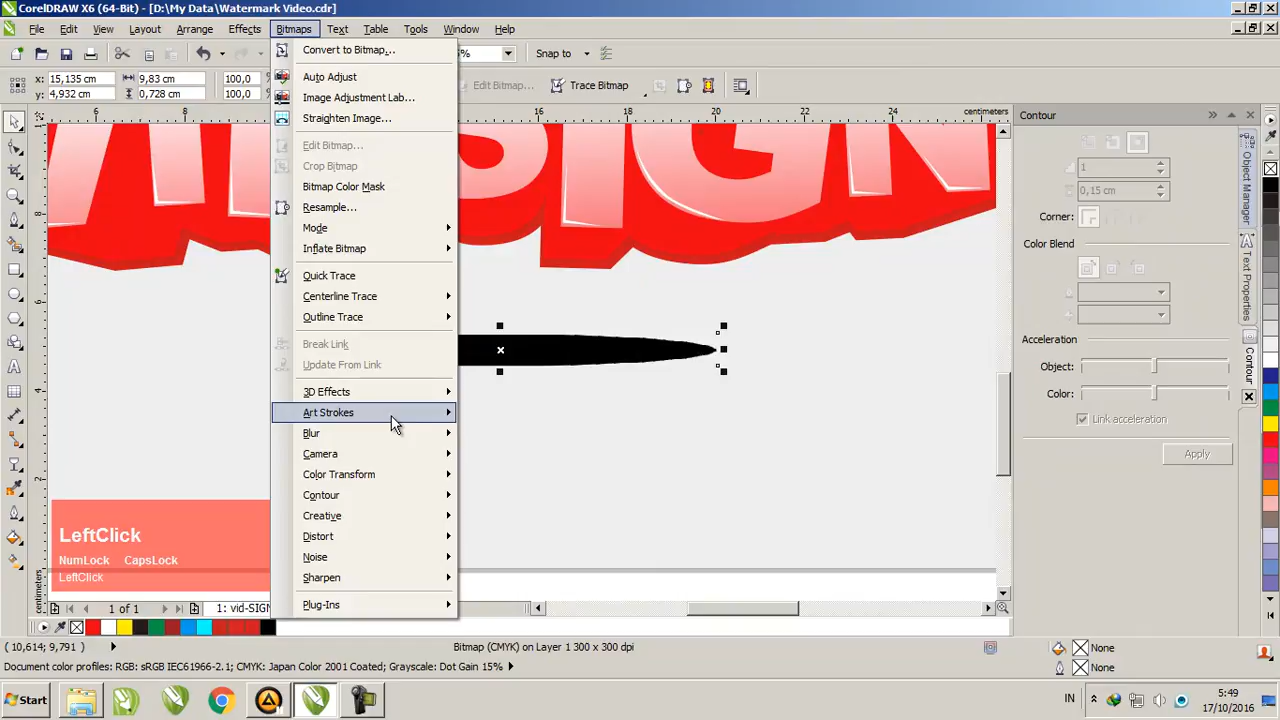 CorelDRAW X6 (64-Bit) - [D:\My Data\Watermark Video.cdr]
File Edit View Layout Arrange Effects Bitmaps Text Table Tools Window Help
Snap to
x: 15,135 cm 9,83 cm 100,0
y: 4,932 cm 0,728 cm 100,0
Edit Bitmap... Trace Bitmap
6 16 18 20 22 24 centimeters
Convert to Bitmap...
Auto Adjust
Image Adjustment Lab...
Straighten Image...
Edit Bitmap...
Crop Bitmap
Bitmap Color Mask
Resample...
Mode
Inflate Bitmap
Quick Trace
Centerline Trace
Outline Trace
Break Link
Update From Link
3D Effects
Art Strokes
Blur
Camera
Color Transform
Contour
Creative
Distort
Noise
Sharpen
Plug-Ins
SIGN
8
6
4
2
centimeters
Contour
1
0,15 cm
Corner:
Color Blend
Acceleration
Object:
Color:
Link acceleration
Apply
Object Manager
Text Properties
Contour
LeftClick
NumLock CapsLock
LeftClick
1 of 1 1: vid-SIGN
(10,614; 9,791) Bitmap (CMYK) on Layer 1 300 x 300 dpi None
Document color profiles: RGB: sRGB IEC61966-2.1; CMYK: Japan Color 2001 Coated; Grayscale: Dot Gain 15% None
Start IN 5:49
17/10/2016